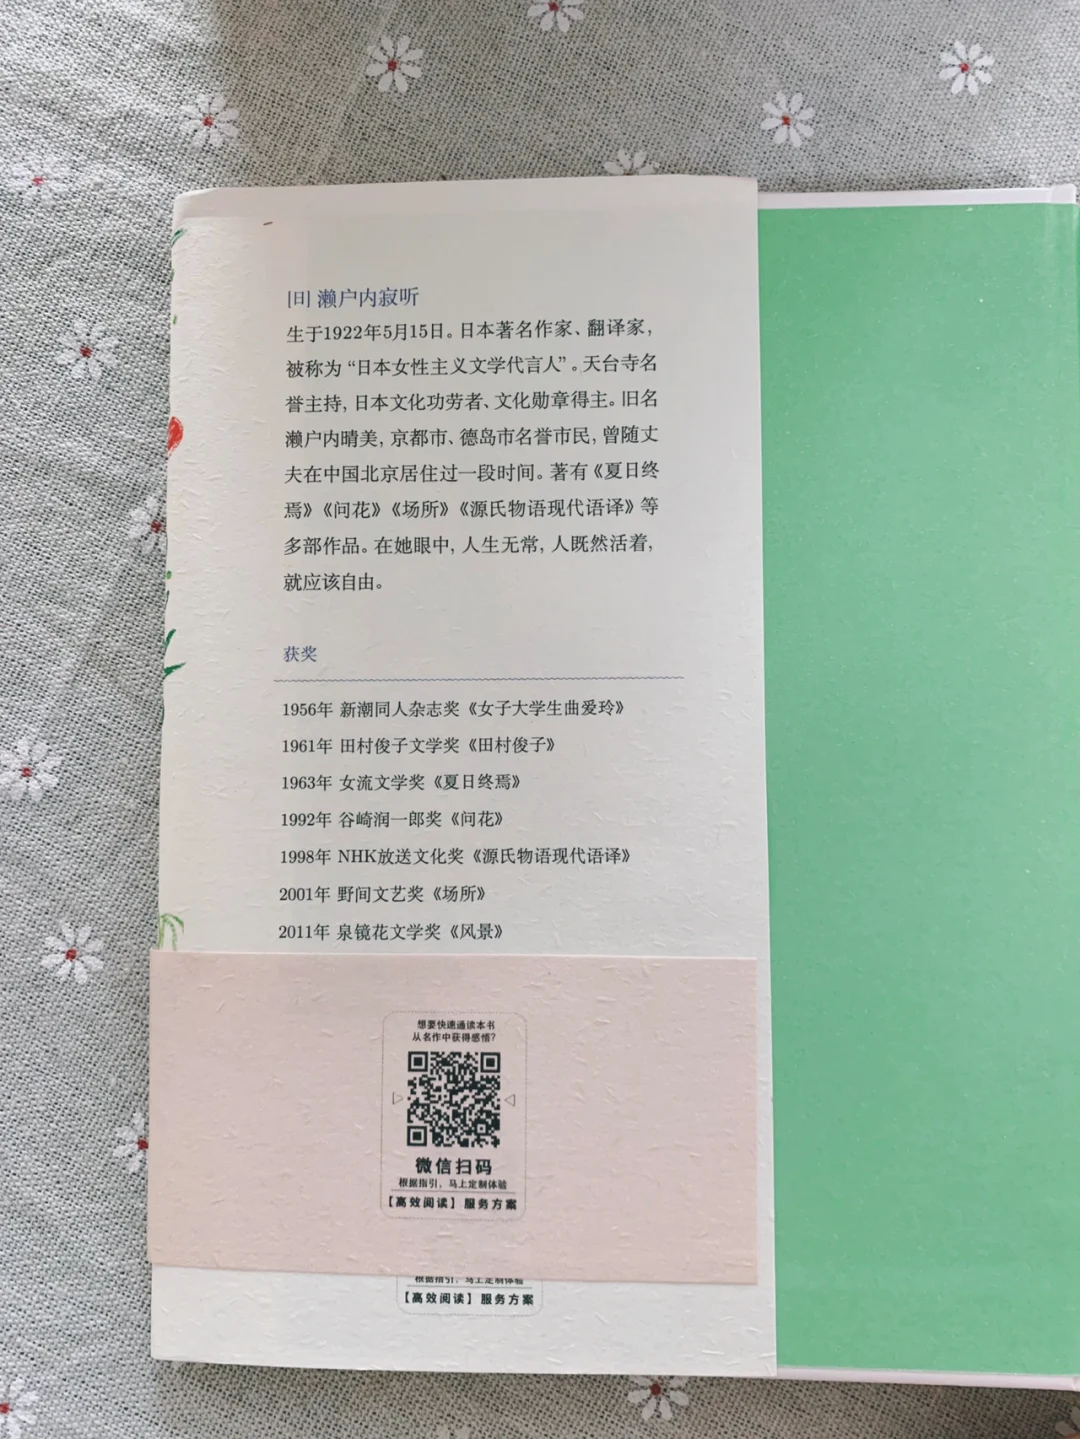 [日] 濑户内寂听
生于1922年5月15日。日本著名作家、翻译家,
被称为“日本女性主义文学代言人”。天台寺名
誉主持, 日本文化功劳者、文化勋章得主。旧名
濑户内晴美, 京都市、德岛市名誉市民, 曾随丈
夫在中国北京居住过一段时间。著有《夏日终
焉》《问花》《场所》《源氏物语现代语译》等
多部作品。在她眼中, 人生无常, 人既然活着,
就应该自由。
获奖
1956年 新潮同人杂志奖《女子大学生曲爱玲》
1961年 田村俊子文学奖《田村俊子》
1963年 女流文学奖《夏日终焉》
1992年 谷崎润一郎奖《问花》
1998年 NHK放送文化奖《源氏物语现代语译》
2001年 野间文艺奖《场所》
2011年 泉镜花文学奖《风景》
想要快速通读本书
从名作中获得感悟?
微信扫码
根据指引，马上定制体验
【高效阅读】服务方案
根据指引，马上定制体验
【高效阅读】服务方案